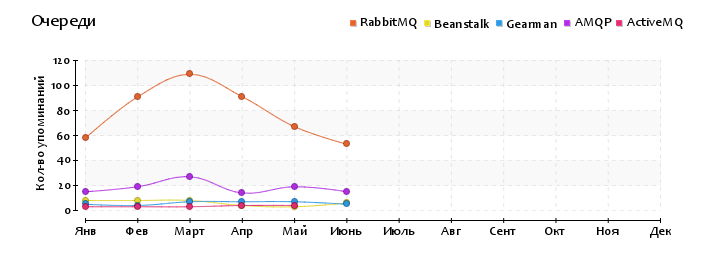 Очереди
RabbitMQ Beanstalk Gearman AMQP ActiveMQ
Кол-во упоминаний
120
100
80
60
40
20
0
Янв Фев Март Апр Май Июнь Июль Авг Сент Окт Ноя Дек